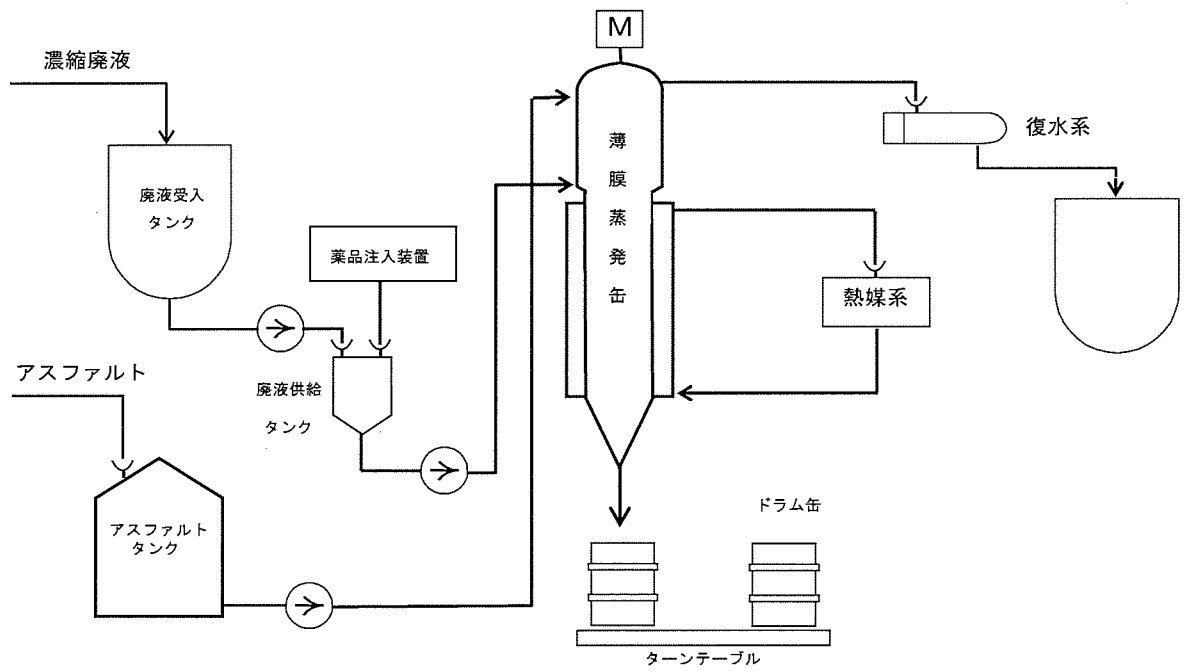 M
濃縮廃液
復水系
薄膜蒸発缶
廃液受入
タンク
薬品注入装置
熱媒系
アスファルト
廃液供給
タンク
ドラム缶
アスファルト
タンク
ターンテーブル